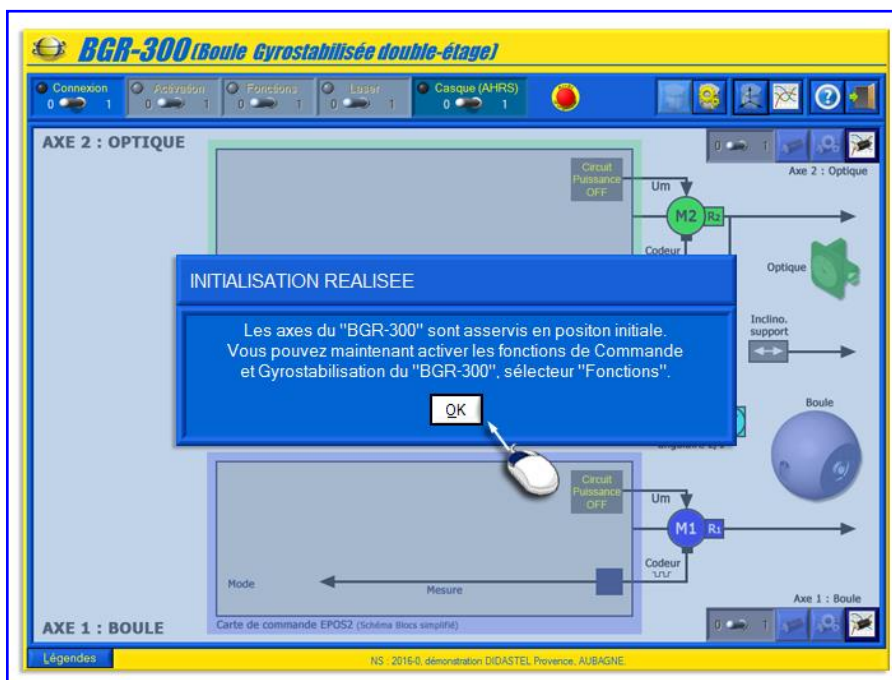 BGR-300 (Boule Gyrostabilisée double-étage)
Connexion
0 1
Activation
0 1
Fonctions
0 1
Laser
0 1
Casque (AHRS)
0 1
?
AXE 2 : OPTIQUE
0 1
Axe 2 : Optique
Circuit
Puissance
OFF
Um
M2
R2
Codeur
Optique
INITIALISATION REALISEE
Les axes du "BGR-300" sont asservis en positon initiale.
Vous pouvez maintenant activer les fonctions de Commande
et Gyrostabilisation du "BGR-300", sélecteur "Fonctions".
OK
Inclino.
support
Boule
Circuit
Puissance
OFF
Um
M1
R1
Codeur
Mode
Mesure
Axe 1 : Boule
AXE 1 : BOULE
Carte de commande EPOS2 (Schéma Blocs simplifié)
0 1
Légendes
NS : 2016-0, démonstration DIDASTEL Provence, AUBAGNE.